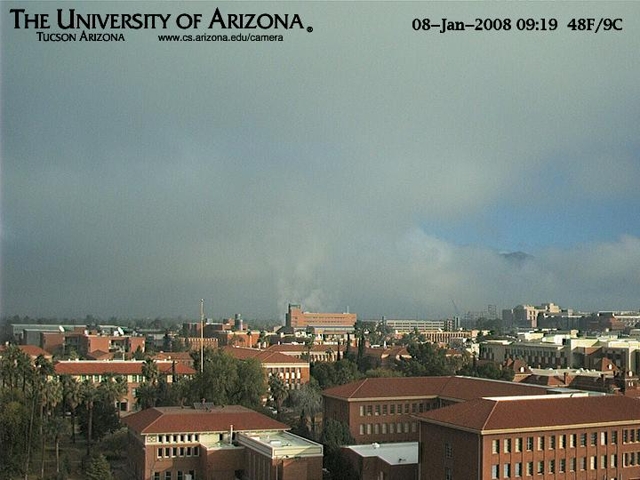 THE UNIVERSITY OF ARIZONA®
TUCSON ARIZONA www.cs.arizona.edu/camera
08-Jan-2008 09:19 48F/9C